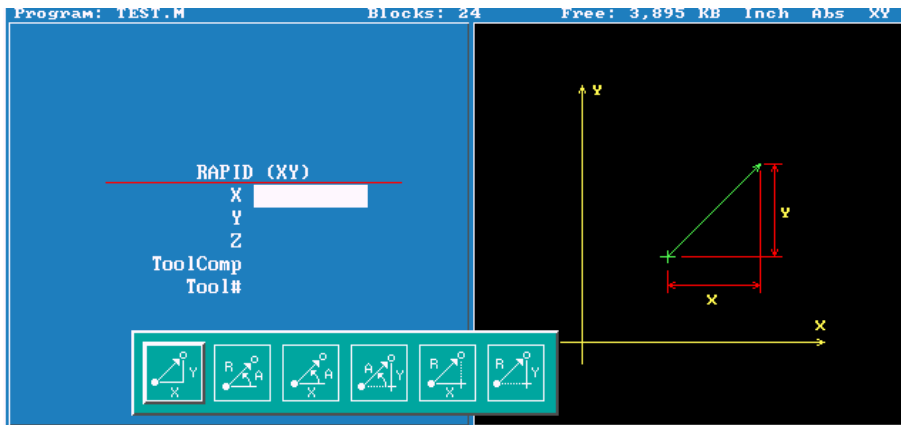 Program: TEST.M Blocks: 24 Free: 3,895 KB Inch Abs XY
RAPID (XY)
X
Y
Z
ToolComp
Tool#
Y
Y
X
X
Y
X
R
A
A
X
A
Y
R
X
R
Y